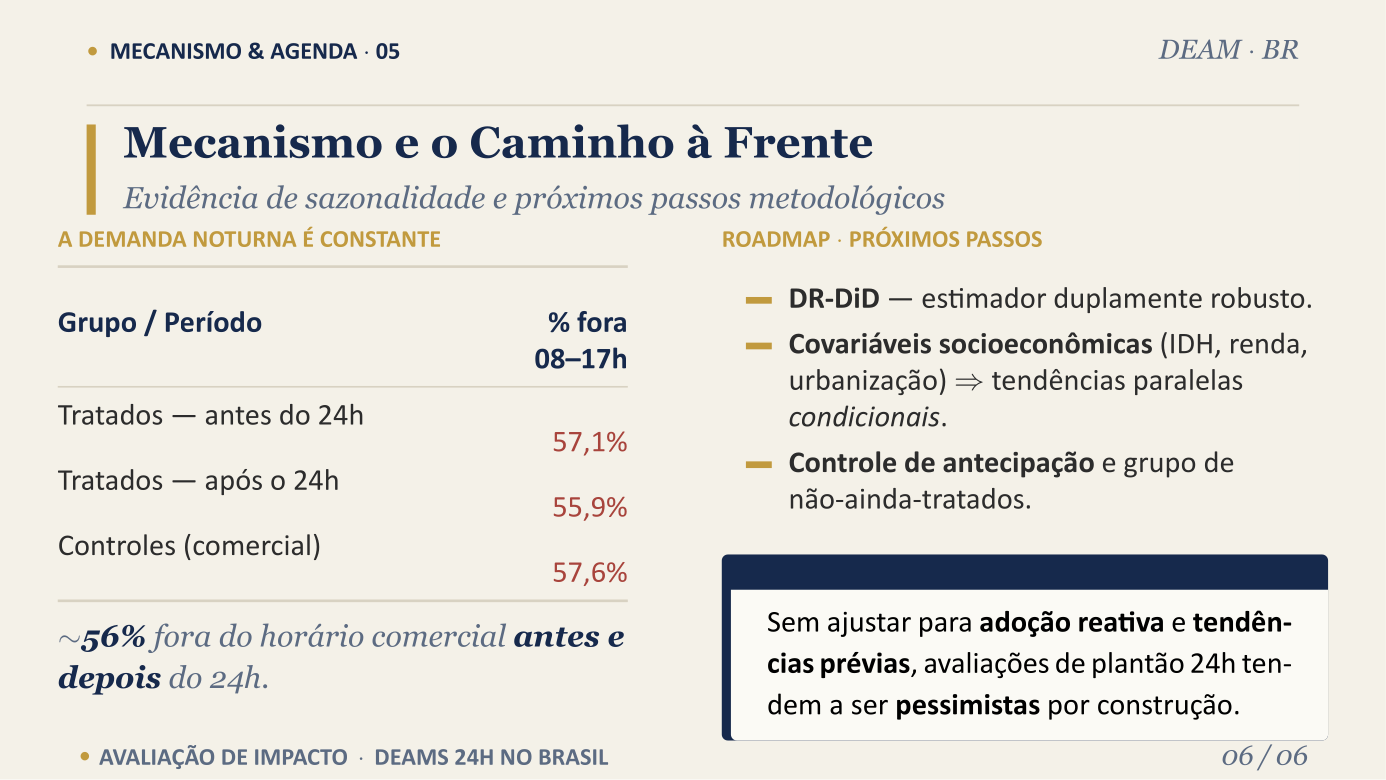 • MECANISMO & AGENDA · 05
DEAM · BR
Mecanismo e o Caminho à Frente
Evidência de sazonalidade e próximos passos metodológicos
A DEMANDA NOTURNA É CONSTANTE
Grupo / Período
% fora
08–17h
Tratados — antes do 24h
57,1%
Tratados — após o 24h
55,9%
Controles (comercial)
57,6%
~56% fora do horário comercial antes e
depois do 24h.
ROADMAP · PRÓXIMOS PASSOS
DR-DiD — estimador duplamente robusto.
Covariáveis socioeconômicas (IDH, renda,
urbanização) ⇒ tendências paralelas
condicionais.
Controle de antecipação e grupo de
não-ainda-tratados.
Sem ajustar para adoção reativa e tendên-
cias prévias, avaliações de plantão 24h ten-
dem a ser pessimistas por construção.
• AVALIAÇÃO DE IMPACTO · DEAMS 24H NO BRASIL
06 / 06